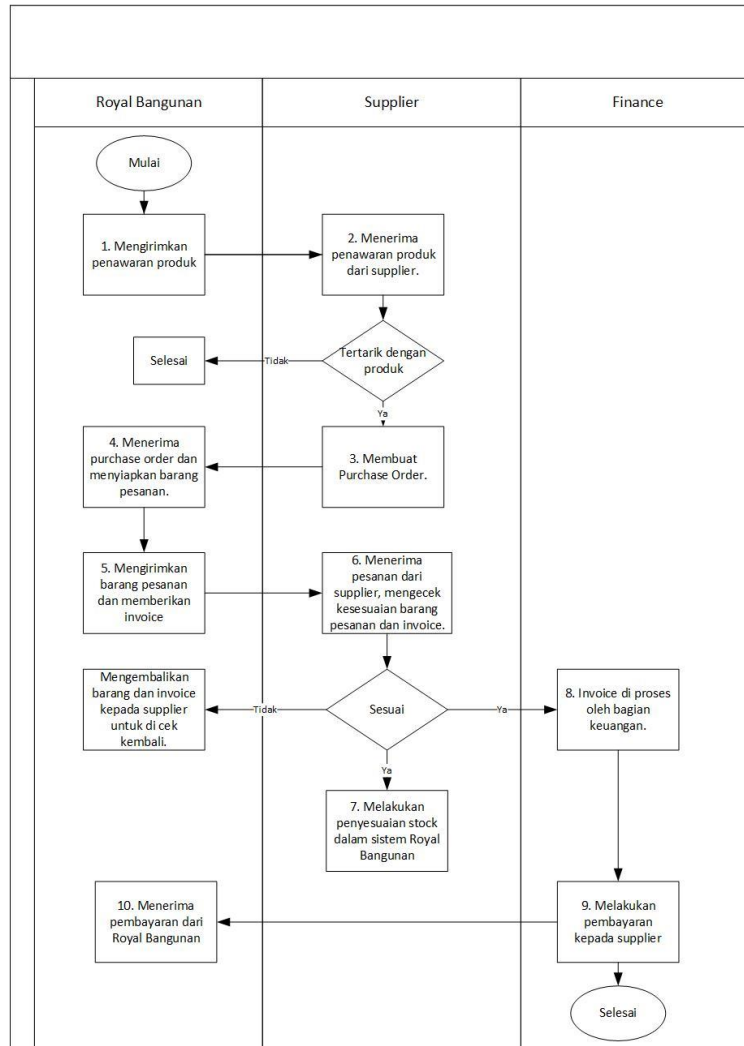 Royal Bangunan
Supplier
Finance
Mulai
1. Mengirimkan
penawaran produk
2. Menerima
penawaran produk
dari supplier.
Selesai
Tidak
Tertarik dengan
produk
Ya
4. Menerima
purchase order dan
menyiapkan barang
pesanan.
3. Membuat
Purchase Order.
5. Mengirimkan
barang pesanan
dan memberikan
invoice
6. Menerima
pesanan dari
supplier, mengecek
kesesuaian barang
pesanan dan invoice.
Mengembalikan
barang dan invoice
kepada supplier
untuk di cek
kembali.
Tidak
Sesuai
Ya
8. Invoice di proses
oleh bagian
keuangan.
Ya
7. Melakukan
penyesuaian stock
dalam sistem Royal
Bangunan
10. Menerima
pembayaran dari
Royal Bangunan
9. Melakukan
pembayaran
kepada supplier
Selesai